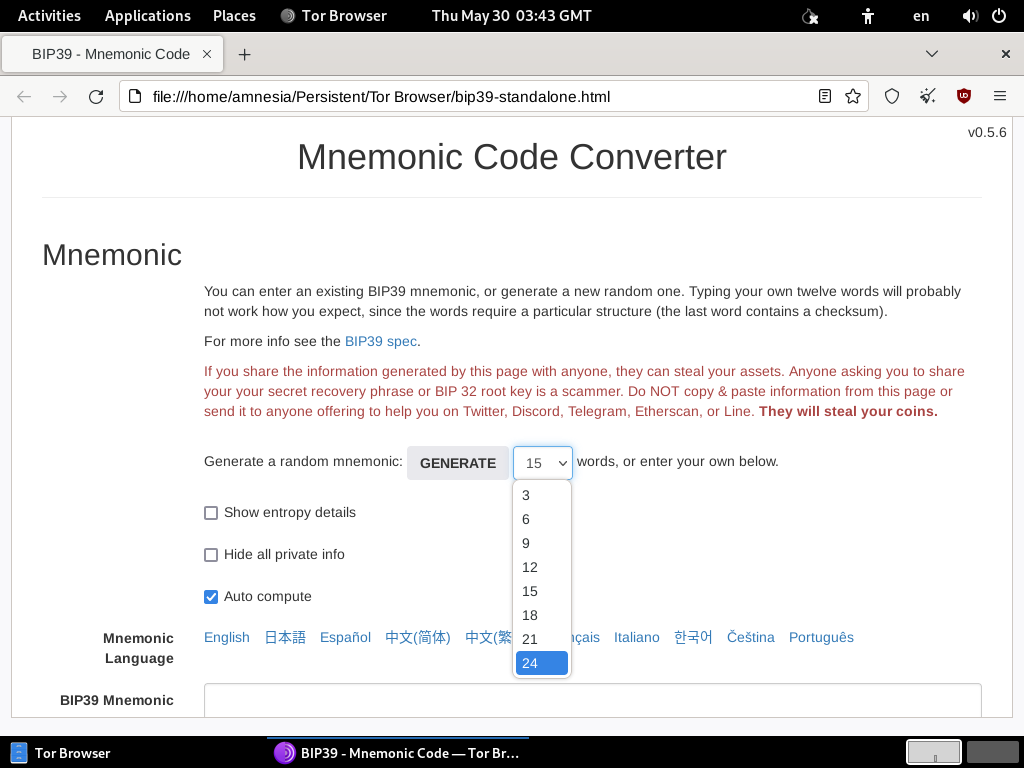 Activities Applications Places Tor Browser Thu May 30 03:43 GMT en
BIP39 - Mnemonic Code
file:///home/amnesia/Persistent/Tor Browser/bip39-standalone.html
v0.5.6
Mnemonic Code Converter
Mnemonic
You can enter an existing BIP39 mnemonic, or generate a new random one. Typing your own twelve words will probably
not work how you expect, since the words require a particular structure (the last word contains a checksum).
For more info see the BIP39 spec.
If you share the information generated by this page with anyone, they can steal your assets. Anyone asking you to share
your your secret recovery phrase or BIP 32 root key is a scammer. Do NOT copy & paste information from this page or
send it to anyone offering to help you on Twitter, Discord, Telegram, Etherscan, or Line. They will steal your coins.
Generate a random mnemonic: GENERATE 15 words, or enter your own below.
3
6
9
12
15
18
21
24
Show entropy details
Hide all private info
Auto compute
Mnemonic
Language
English 日本語 Español 中文(简体) 中文(繁 çais Italiano 한국어 Čeština Português
BIP39 Mnemonic
Tor Browser BIP39 - Mnemonic Code — Tor Br...